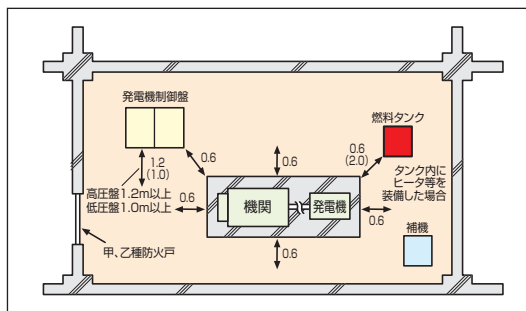 発電機制御盤
1.2
(1.0)
高圧盤1.2m以上
低圧盤1.0m以上
0.6
0.6
0.6
機関
発電機
0.6
(2.0)
燃料タンク
タンク内に
ヒータ等を
装備した場合
0.6
0.6
補機
甲、乙種防火戸